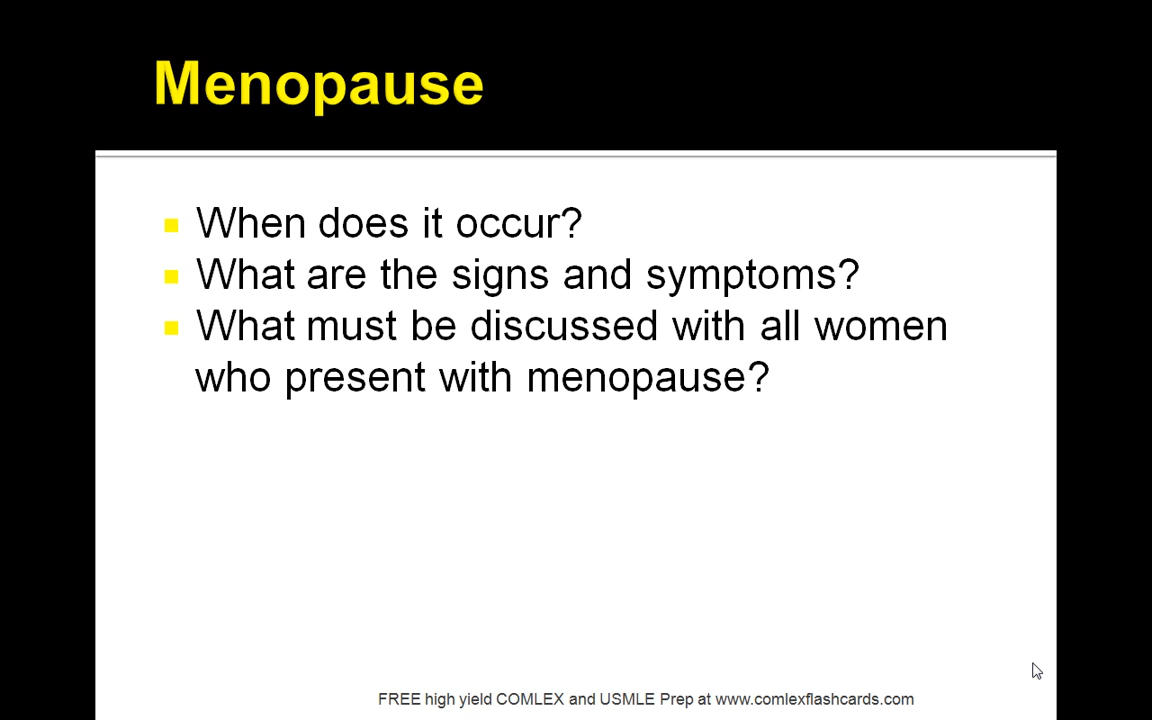 Menopause
When does it occur?
What are the signs and symptoms?
What must be discussed with all women
who present with menopause?
FREE high yield COMLEX and USMLE Prep at www.comlexflashcards.com